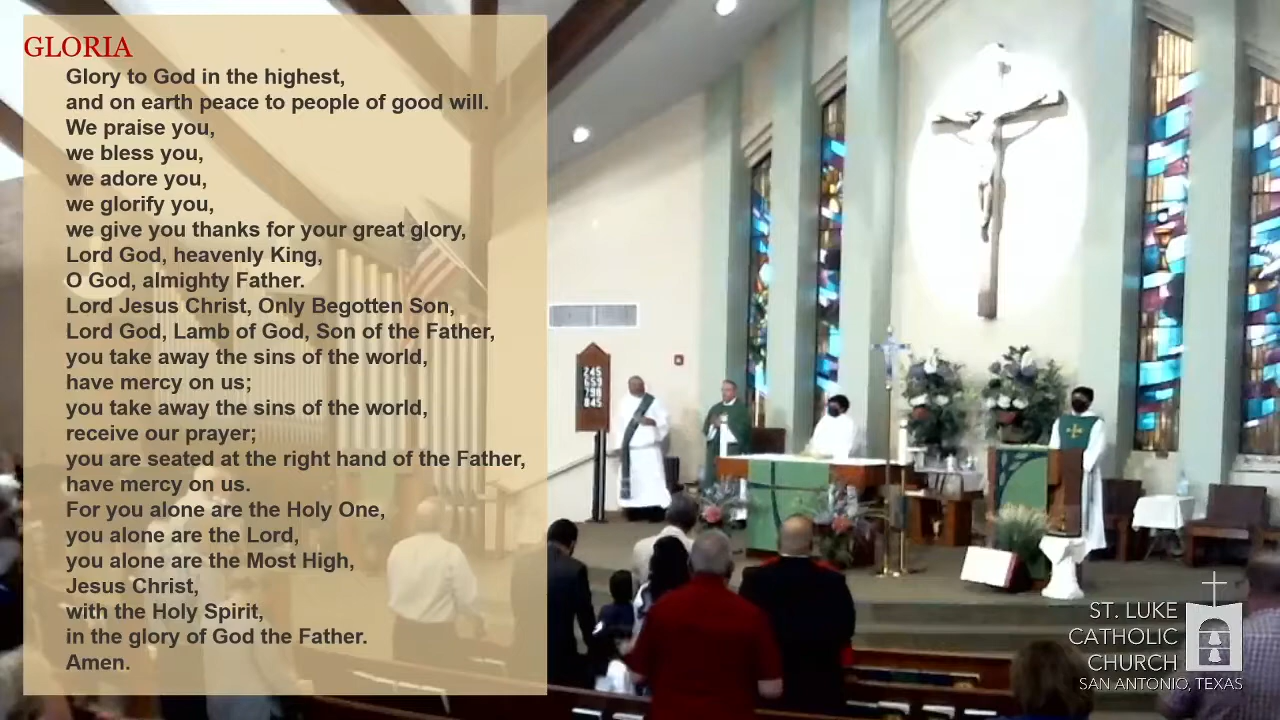 GLORIA
Glory to God in the highest,
and on earth peace to people of good will.
We praise you,
we bless you,
we adore you,
we glorify you,
we give you thanks for your great glory,
Lord God, heavenly King,
O God, almighty Father.
Lord Jesus Christ, Only Begotten Son,
Lord God, Lamb of God, Son of the Father,
you take away the sins of the world,
have mercy on us;
you take away the sins of the world,
receive our prayer;
you are seated at the right hand of the Father,
have mercy on us.
For you alone are the Holy One,
you alone are the Lord,
you alone are the Most High,
Jesus Christ,
with the Holy Spirit,
in the glory of God the Father.
Amen.
245
845
ST. LUKE
CATHOLIC
CHURCH
SAN ANTONIO, TEXAS